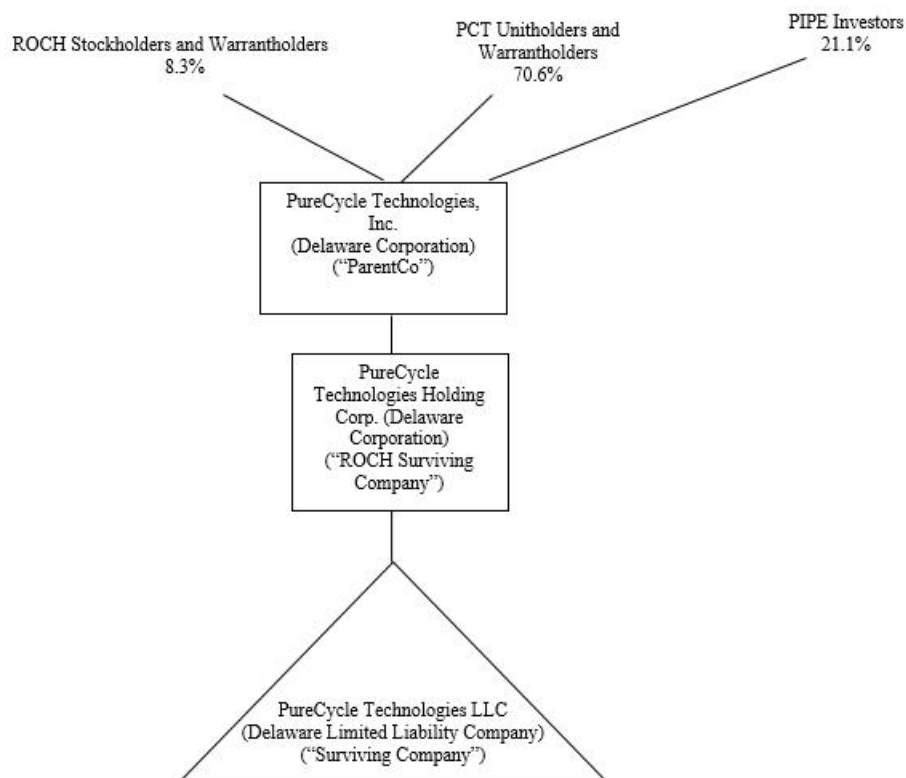 ROCH Stockholders and Warrantholders
8.3%
PCT Unitholders and
Warrantholders
70.6%
PIPE Investors
21.1%
PureCycle Technologies,
Inc.
(Delaware Corporation)
(“ParentCo”)
PureCycle
Technologies Holding
Corp. (Delaware
Corporation)
(“ROCH Surviving
Company”)
PureCycle Technologies LLC
(Delaware Limited Liability Company)
(“Surviving Company”)